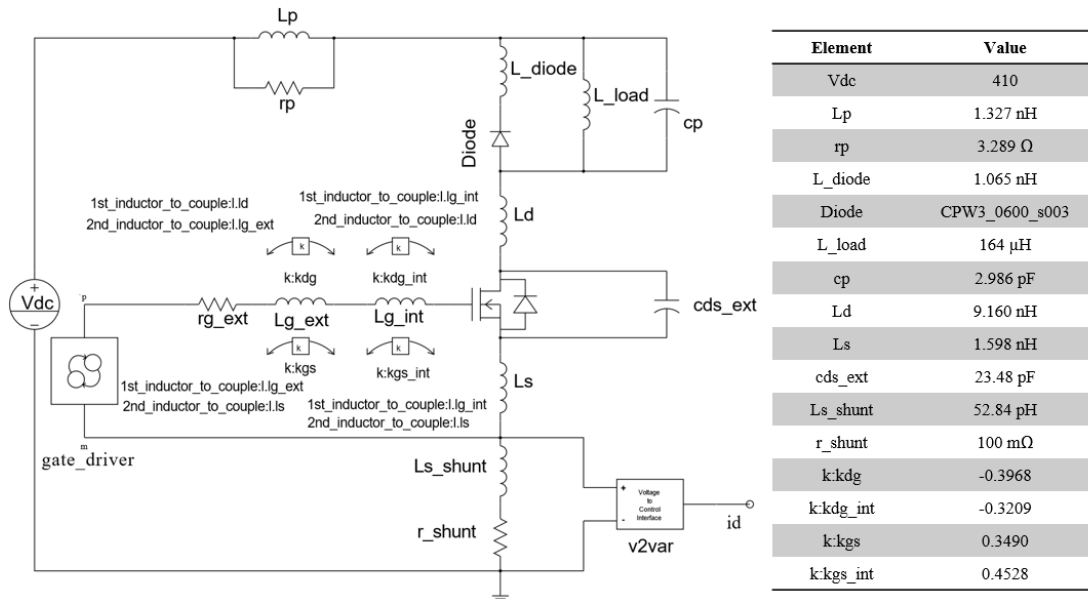 Lp
rp
L_diode
L_load
cp
Diode
1st_inductor_to_couple:l.ld
2nd_inductor_to_couple:l.lg_ext
1st_inductor_to_couple:l.lg_int
2nd_inductor_to_couple:l.ld
Ld
k
k:kdg
k
k:kdg_int
+
Vdc
−
p
rg_ext
Lg_ext
Lg_int
cds_ext
k
k:kgs
k
k:kgs_int
1st_inductor_to_couple:l.lg_ext
2nd_inductor_to_couple:l.ls
1st_inductor_to_couple:l.lg_int
2nd_inductor_to_couple:l.ls
Ls
m
gate_driver
Ls_shunt
r_shunt
+
Voltage
to
Control
Interface
-
v2var
id
Element Value
Vdc 410
Lp 1.327 nH
rp 3.289 Ω
L_diode 1.065 nH
Diode CPW3_0600_s003
L_load 164 μH
cp 2.986 pF
Ld 9.160 nH
Ls 1.598 nH
cds_ext 23.48 pF
Ls_shunt 52.84 pH
r_shunt 100 mΩ
k:kdg -0.3968
k:kdg_int -0.3209
k:kgs 0.3490
k:kgs_int 0.4528